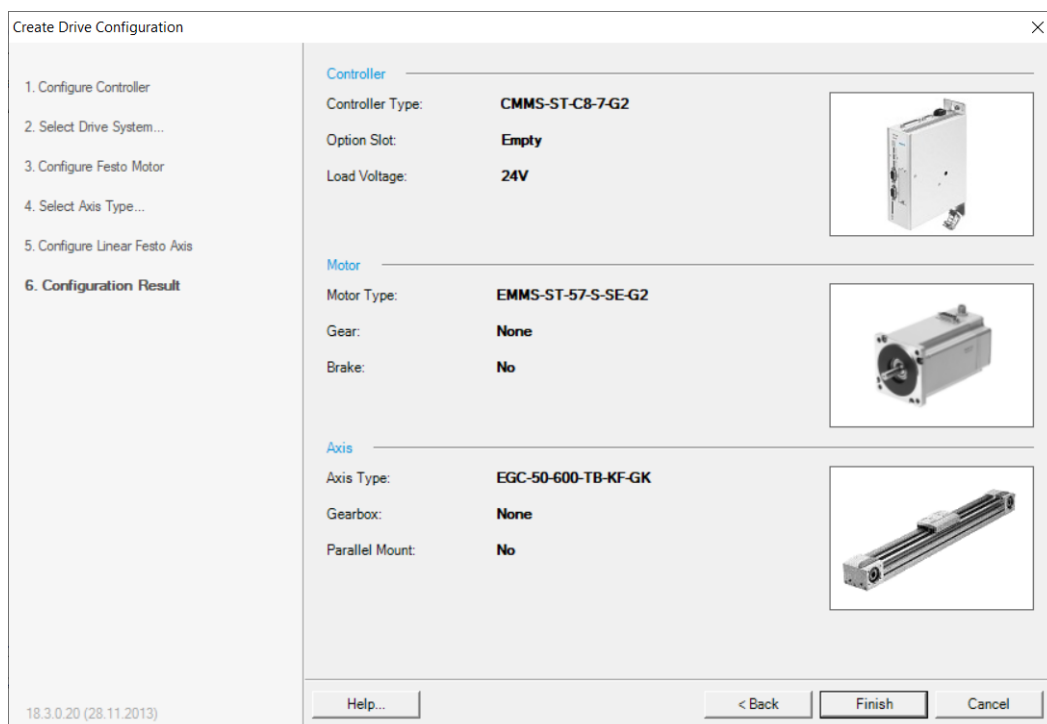 Create Drive Configuration
1. Configure Controller
2. Select Drive System...
3. Configure Festo Motor
4. Select Axis Type...
5. Configure Linear Festo Axis
6. Configuration Result
Controller
Controller Type: CMMS-ST-C8-7-G2
Option Slot: Empty
Load Voltage: 24V
Motor
Motor Type: EMMS-ST-57-S-SE-G2
Gear: None
Brake: No
Axis
Axis Type: EGC-50-600-TB-KF-GK
Gearbox: None
Parallel Mount: No
18.3.0.20 (28.11.2013)
Help... < Back Finish Cancel